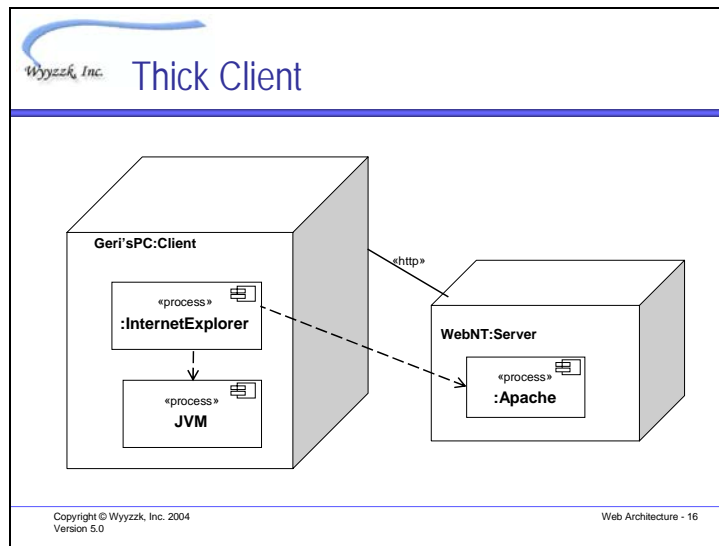 Wyyzzk, Inc.
Thick Client
Geri'sPC:Client
«process»
:InternetExplorer
«process»
JVM
«http»
WebNT:Server
«process»
:Apache
Copyright © Wyyzzk, Inc. 2004
Version 5.0
Web Architecture - 16